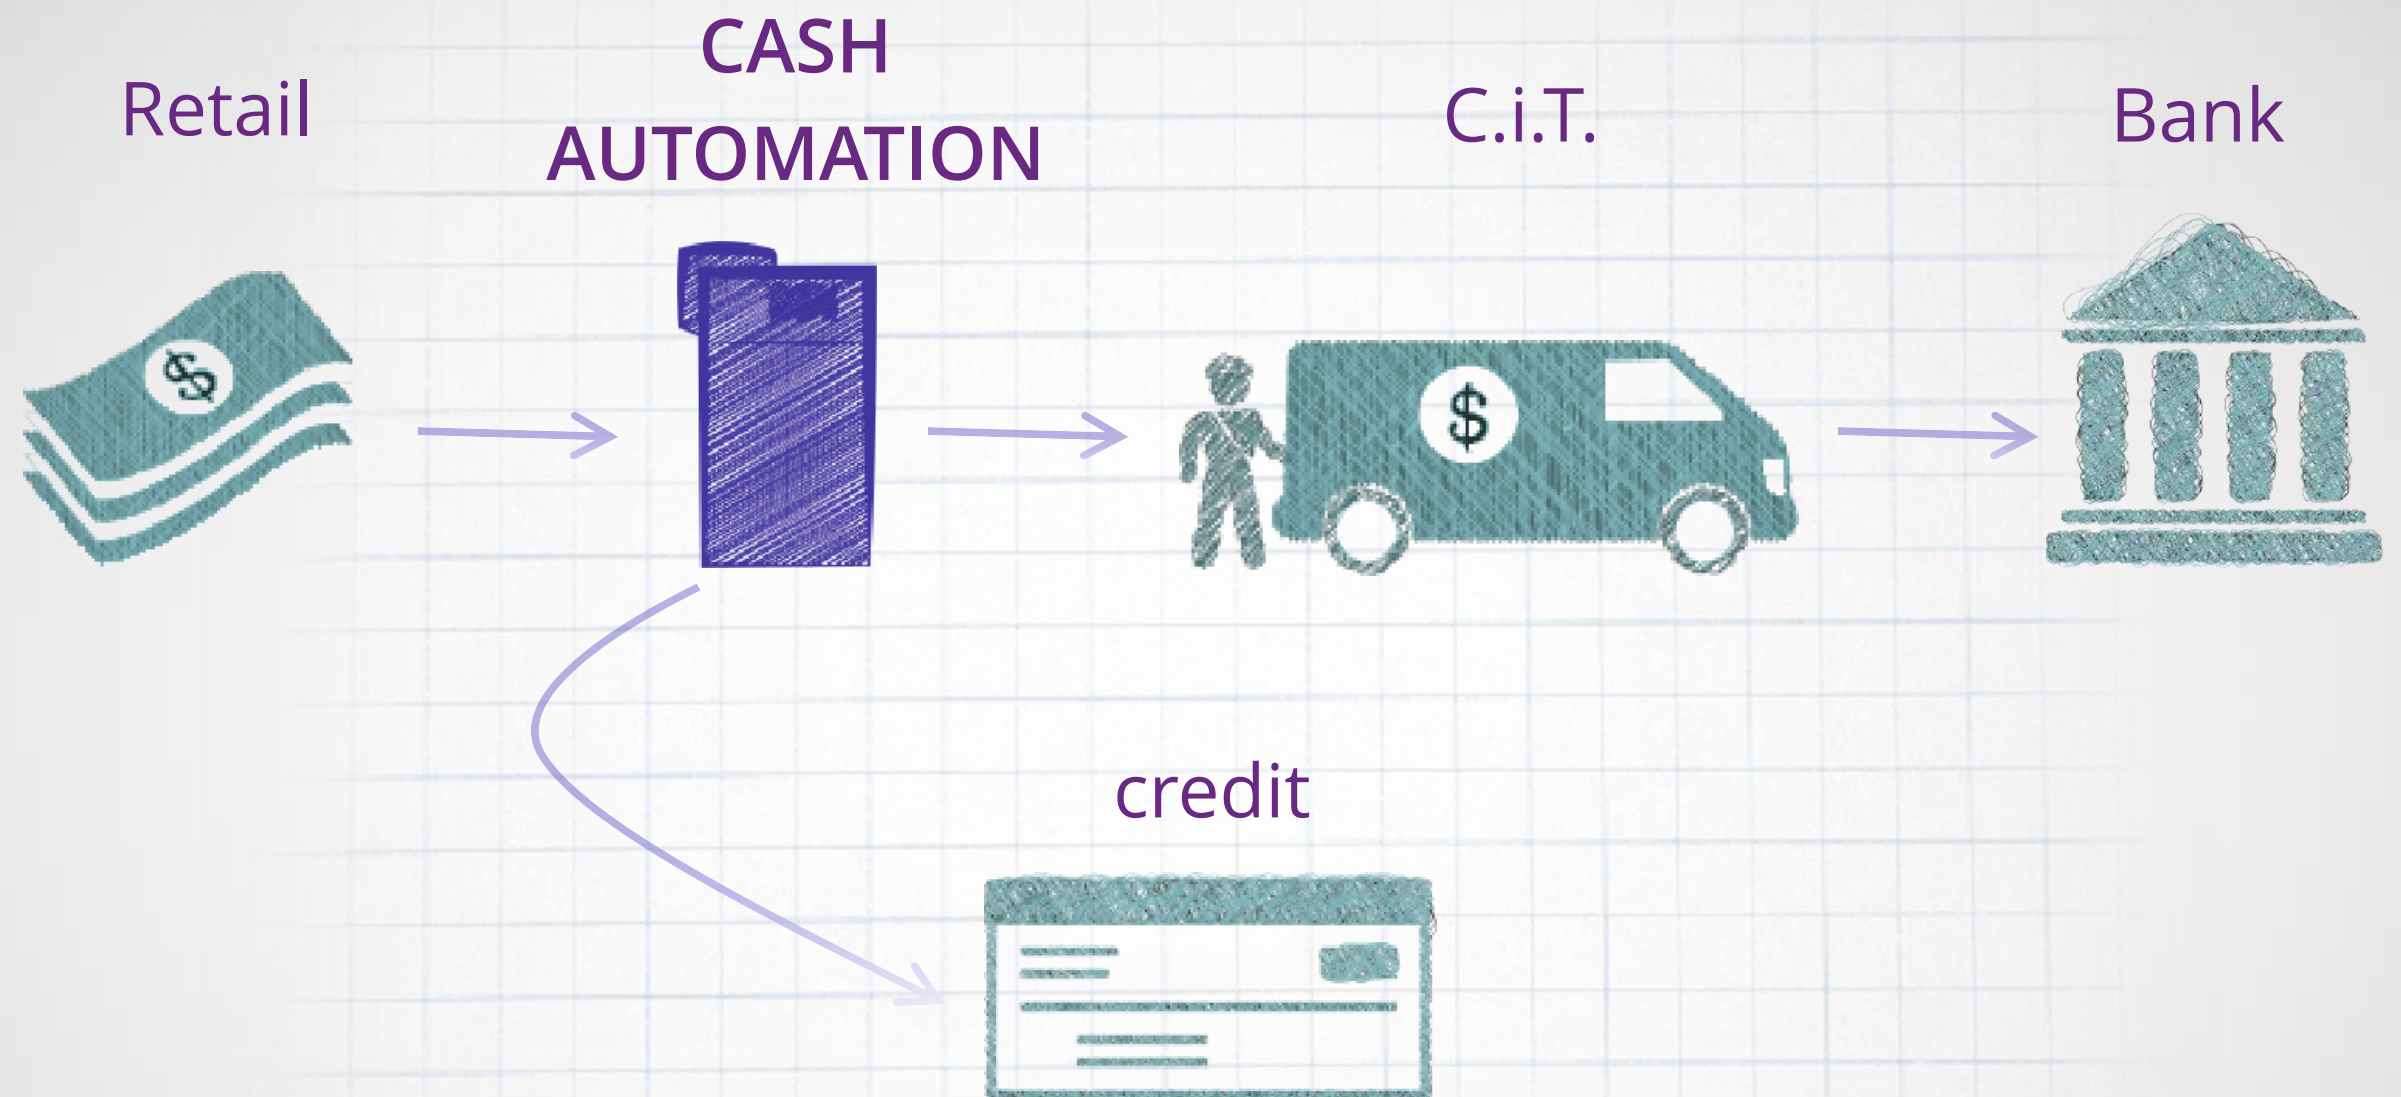 Retail
CASH
AUTOMATION
C.i.T.
Bank
$
$
credit